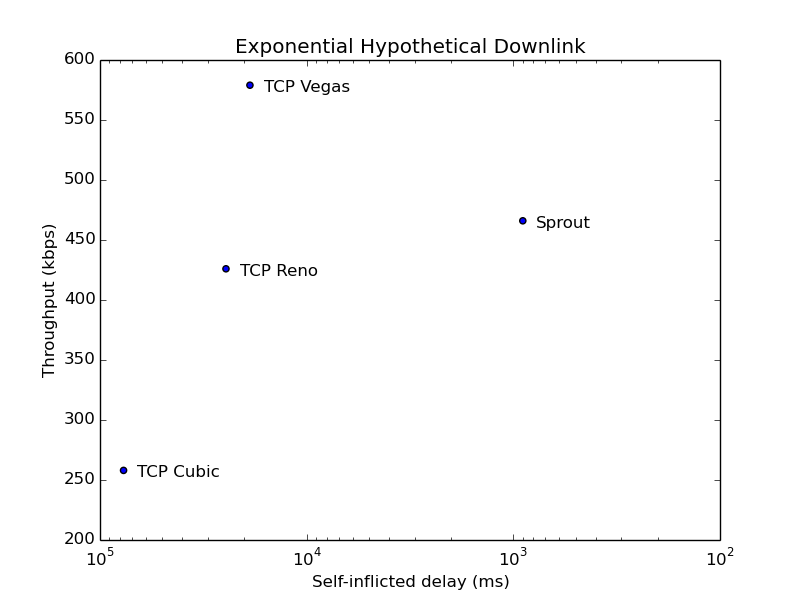 Exponential Hypothetical Downlink
600
550
500
450
400
350
300
250
200
Throughput (kbps)
TCP Vegas
Sprout
TCP Reno
TCP Cubic
10^5
10^4
10^3
10^2
Self-inflicted delay (ms)